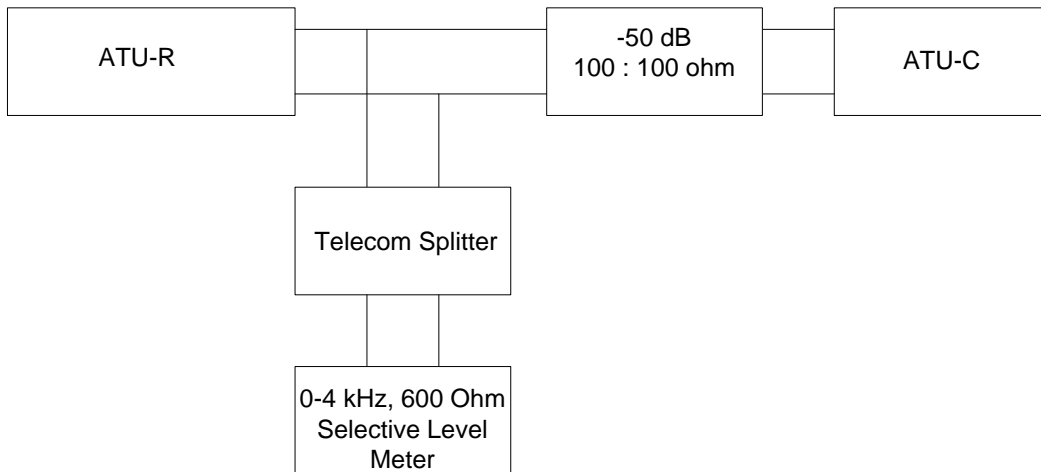 ATU-R
-50 dB
100 : 100 ohm
ATU-C
Telecom Splitter
0-4 kHz, 600 Ohm
Selective Level
Meter